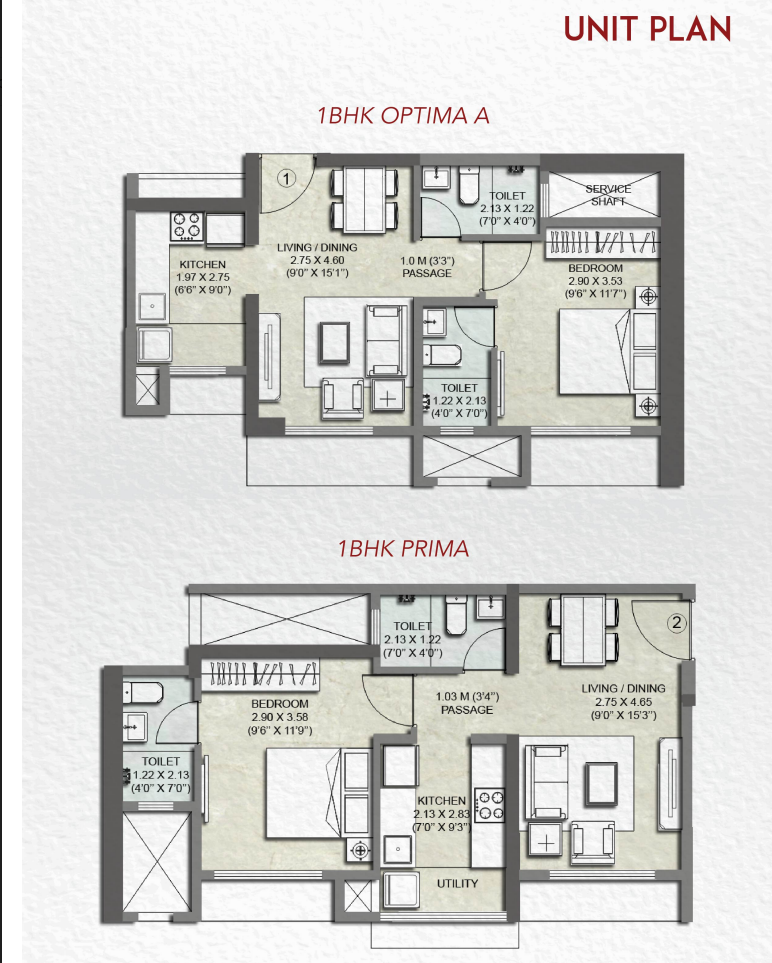 UNIT PLAN
1BHK OPTIMA A
1
TOILET
2.13 X 1.22
(7'0" X 4'0")
SERVICE
SHAFT
LIVING / DINING
2.75 X 4.60
(9'0" X 15'1")
1.0 M (3'3")
PASSAGE
KITCHEN
1.97 X 2.75
(6'6" X 9'0")
BEDROOM
2.90 X 3.53
(9'6" X 11'7")
TOILET
1.22 X 2.13
(4'0" X 7'0")
1BHK PRIMA
TOILET
2.13 X 1.22
(7'0" X 4'0")
2
BEDROOM
2.90 X 3.58
(9'6" X 11'9")
1.03 M (3'4")
PASSAGE
LIVING / DINING
2.75 X 4.65
(9'0" X 15'3")
TOILET
1.22 X 2.13
(4'0" X 7'0")
KITCHEN
2.13 X 2.83
(7'0" X 9'3")
UTILITY